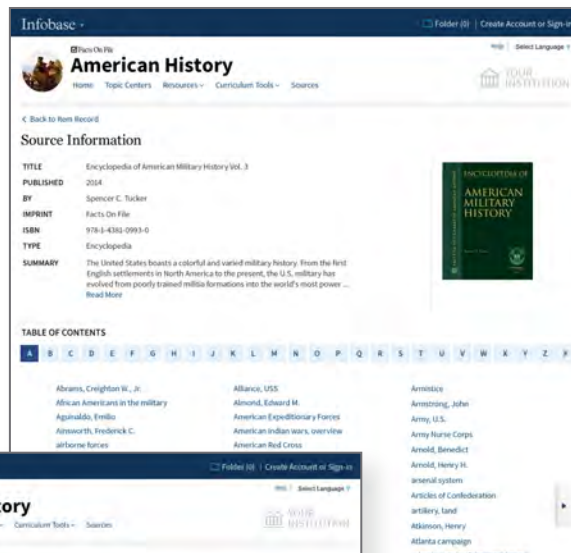 Infobase
Folder (0) | Create Account or Sign-in
Help Select Language
Facts On File
American History
YOUR INSTITUTION
Home Topic Centers Resources Curriculum Tools Sources
< Back to Item Record
Source Information
TITLE Encyclopedia of American Military History Vol. 3
PUBLISHED 2014
BY Spencer C. Tucker
IMPRINT Facts On File
ISBN 978-1-4381-0993-0
TYPE Encyclopedia
SUMMARY The United States boasts a colorful and varied military history. From the first
English settlements in North America to the present, the U.S. military has
evolved from poorly trained militia formations into the world's most power ...
Read More
ENCYCLOPEDIA OF
AMERICAN
MILITARY
HISTORY
TABLE OF CONTENTS
A B C D E F G H I J K L M N O P Q R S T U V W X Y Z #
Abrams, Creighton W., Jr. Alliance, USS Armistice
African Americans in the military Almond, Edward M. Armstrong, John
Aguinaldo, Emilio American Expeditionary Forces Army, U.S.
Ainsworth, Frederick C. American Indian wars, overview Army Nurse Corps
airborne forces American Red Cross Arnold, Benedict
Arnold, Henry H.
arsenal system
Articles of Confederation
artillery, land
Atkinson, Henry
Atlanta campaign
Folder (0) | Create Account or Sign-in
Help Select Language
tory
YOUR INSTITUTION
Curriculum Tools Sources